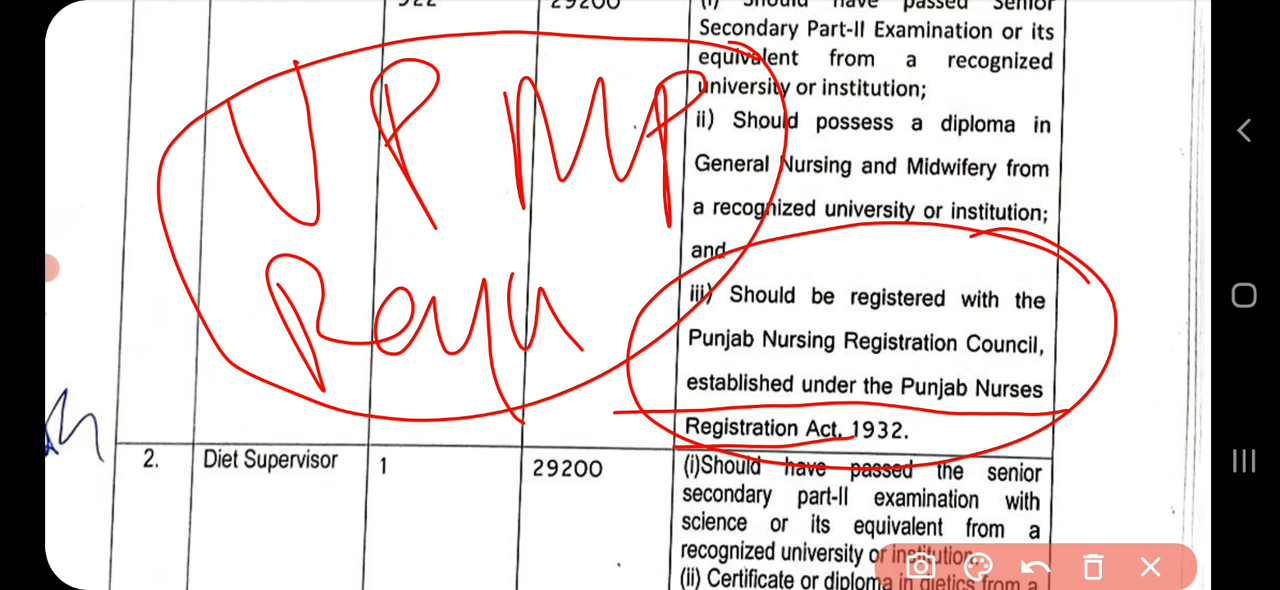 29200
(i) Should have passed Senior
Secondary Part-II Examination or its
equivalent from a recognized
university or institution;
ii) Should possess a diploma in
General Nursing and Midwifery from
a recognized university or institution;
and
iii) Should be registered with the
Punjab Nursing Registration Council,
established under the Punjab Nurses
Registration Act, 1932.
UP MP
2. Diet Supervisor 1 29200
(i)Should have passed the senior
secondary part-II examination with
science or its equivalent from a
recognized university or institution
(ii) Certificate or diploma in dietics from a